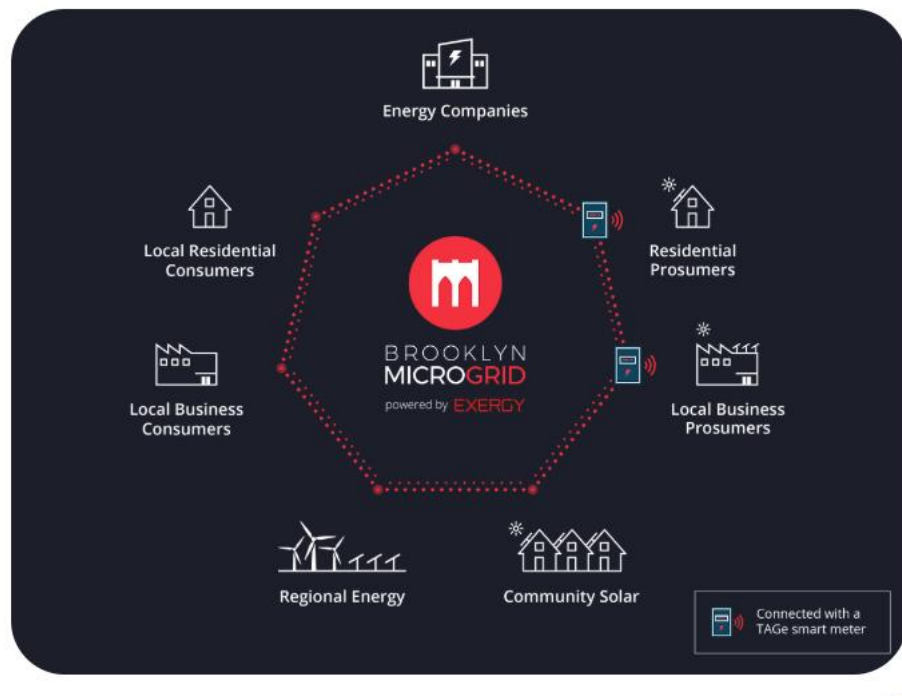 Energy Companies
Local Residential
Consumers
Residential
Prosumers
BROOKLYN
MICROGRID
powered by EXERGY
Local Business
Consumers
Local Business
Prosumers
Regional Energy
Community Solar
Connected with a
TAGe smart meter